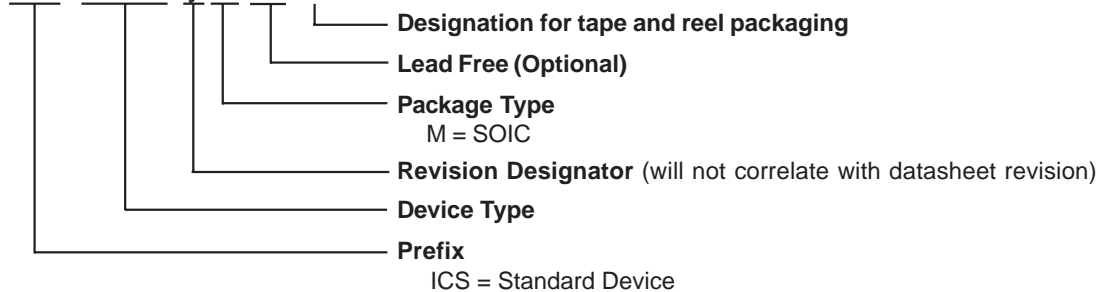 Designation for tape and reel packaging
Lead Free (Optional)
Package Type
M = SOIC
Revision Designator (will not correlate with datasheet revision)
Device Type
Prefix
ICS = Standard Device